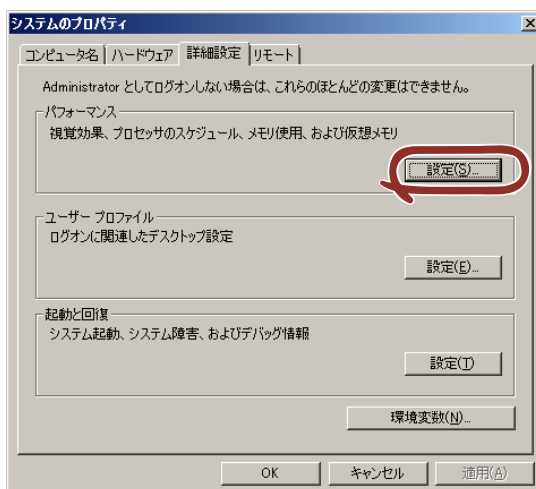 システムのプロパティ
コンピュータ名 ハードウェア 詳細設定 リモート
Administrator としてログオンしない場合は、これらのほとんどの変更はできません。
パフォーマンス
視覚効果、プロセッサのスケジュール、メモリ使用、および仮想メモリ
設定(S)...
ユーザー プロファイル
ログオンに関連したデスクトップ設定
設定(E)...
起動と回復
システム起動、システム障害、およびデバッグ情報
設定(T)
環境変数(N)...
OK キャンセル 適用(A)